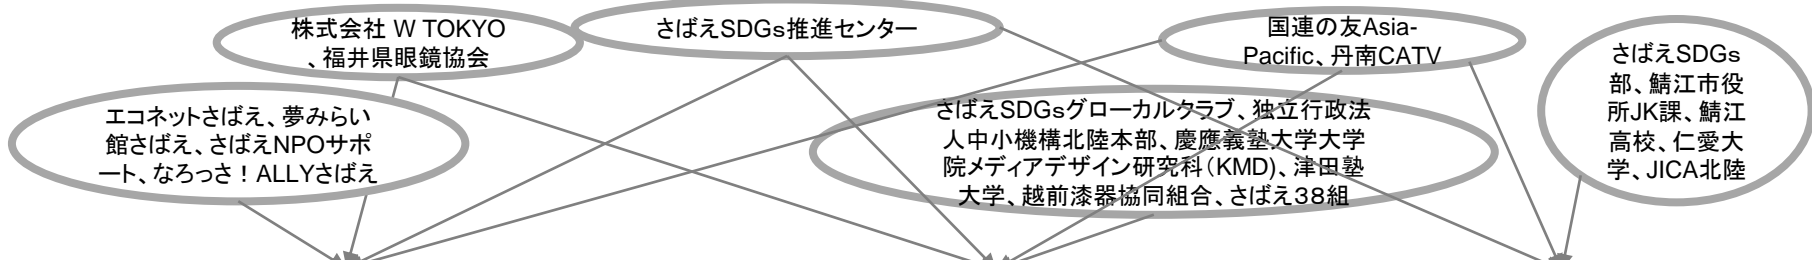 株式会社 W TOKYO
、福井県眼鏡協会
さばえSDGs推進センター
国連の友Asia-
Pacific、丹南CATV
さばえSDGs
部、鯖江市役
所JK課、鯖江
高校、仁愛大
学、JICA北陸
エコネットさばえ、夢みらい
館さばえ、さばえNPOサポ
ート、なろっさ！ALLYさばえ
さばえSDGsグローカルクラブ、独立行政法
人中小機構北陸本部、慶應義塾大学大学
院メディアデザイン研究科（KMD）、津田塾
大学、越前漆器協同組合、さばえ３８組